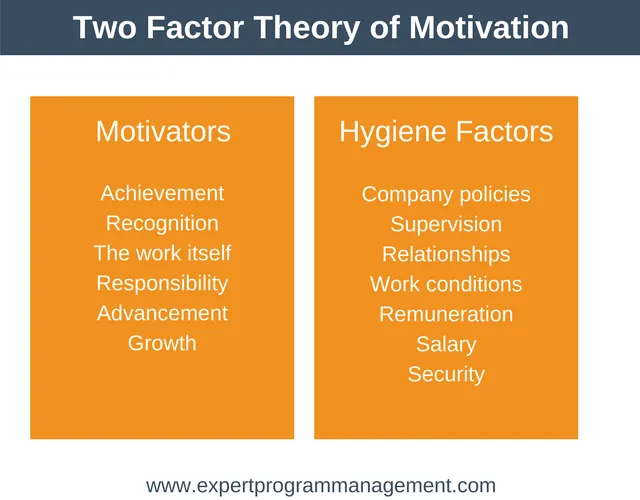 Two Factor Theory of Motivation
Motivators
Achievement
Recognition
The work itself
Responsibility
Advancement
Growth
Hygiene Factors
Company policies
Supervision
Relationships
Work conditions
Remuneration
Salary
Security
www.expertprogrammanagement.com